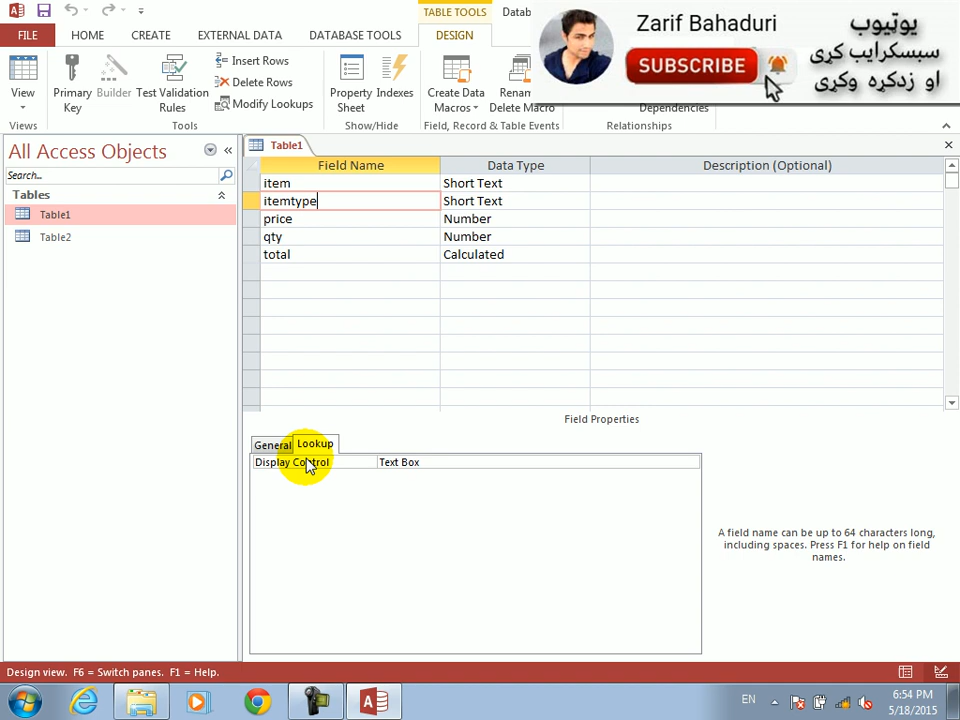 TABLE TOOLS
Datab
FILE
HOME
CREATE
EXTERNAL DATA
DATABASE TOOLS
DESIGN
Zarif Bahaduri
SUBSCRIBE
یوټیوب
سبسکرایب کړی
او زدکړه وکړی
View
Primary
Key
Builder
Test Validation
Rules
Insert Rows
Delete Rows
Modify Lookups
Property
Sheet
Indexes
Create Data
Macros
Renam
Delete Macro
Dependencies
Views
Tools
Show/Hide
Field, Record & Table Events
Relationships
All Access Objects
Search...
Tables
Table1
Table2
Table1
Field Name
Data Type
Description (Optional)
item
Short Text
itemtype
Short Text
price
Number
qty
Number
total
Calculated
Field Properties
General
Lookup
Display Control
Text Box
A field name can be up to 64 characters long,
including spaces. Press F1 for help on field
names.
Design view. F6 = Switch panes. F1 = Help.
EN
6:54 PM
5/18/2015